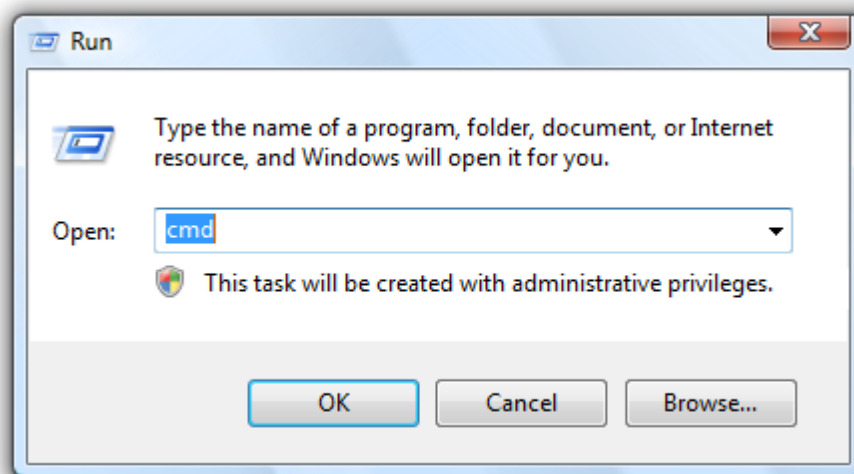 Run
Type the name of a program, folder, document, or Internet
resource, and Windows will open it for you.
Open: cmd
This task will be created with administrative privileges.
OK Cancel Browse...